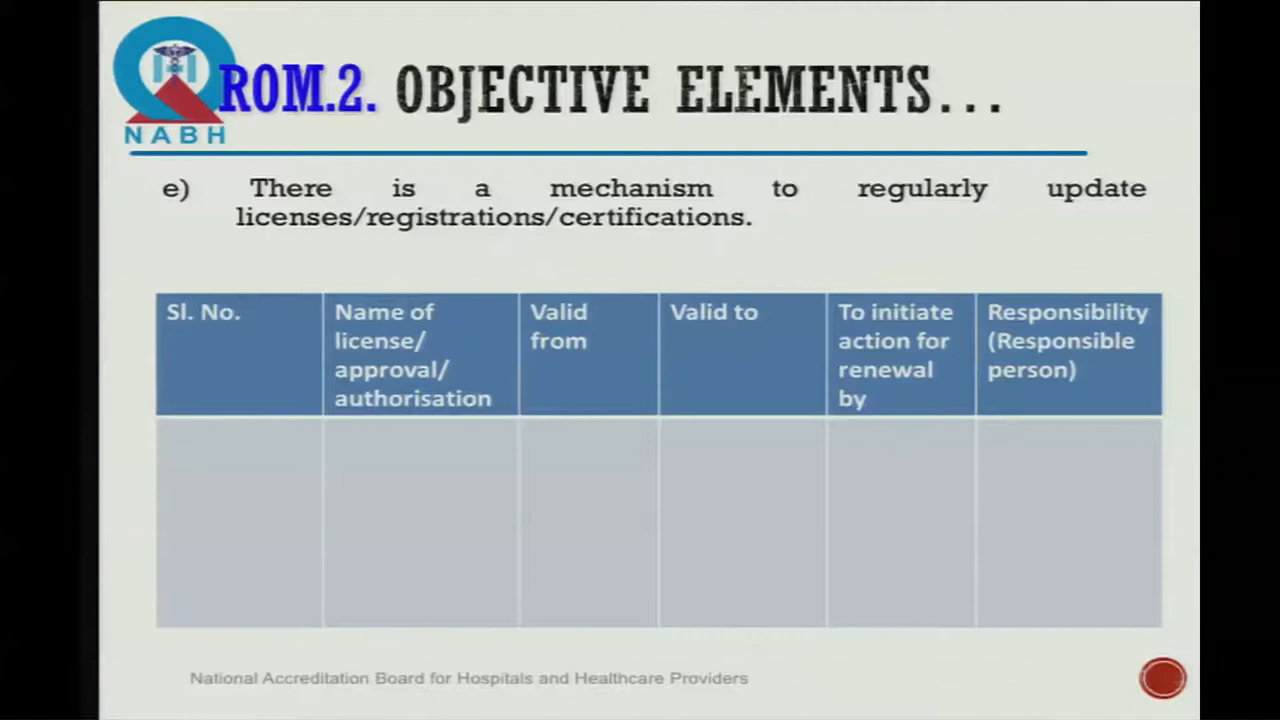 NABH
ROM.2. OBJECTIVE ELEMENTS...
e) There is a mechanism to regularly update
licenses/registrations/certifications.
Sl. No.
Name of
license/
approval/
authorisation
Valid
from
Valid to
To initiate
action for
renewal
by
Responsibility
(Responsible
person)
National Accreditation Board for Hospitals and Healthcare Providers